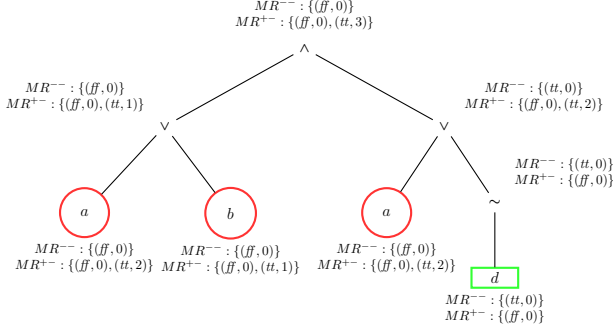 MR⁻⁻ : {(ff, 0)}
MR⁺⁻ : {(ff, 0), (tt, 3)}
∧
MR⁻⁻ : {(ff, 0)}
MR⁺⁻ : {(ff, 0), (tt, 1)}
∨
MR⁻⁻ : {(tt, 0)}
MR⁺⁻ : {(ff, 0), (tt, 2)}
∨
MR⁻⁻ : {(tt, 0)}
MR⁺⁻ : {(ff, 0)}
∼
a
MR⁻⁻ : {(ff, 0)}
MR⁺⁻ : {(ff, 0), (tt, 2)}
b
MR⁻⁻ : {(ff, 0)}
MR⁺⁻ : {(ff, 0), (tt, 1)}
a
MR⁻⁻ : {(ff, 0)}
MR⁺⁻ : {(ff, 0), (tt, 2)}
d
MR⁻⁻ : {(tt, 0)}
MR⁺⁻ : {(ff, 0)}